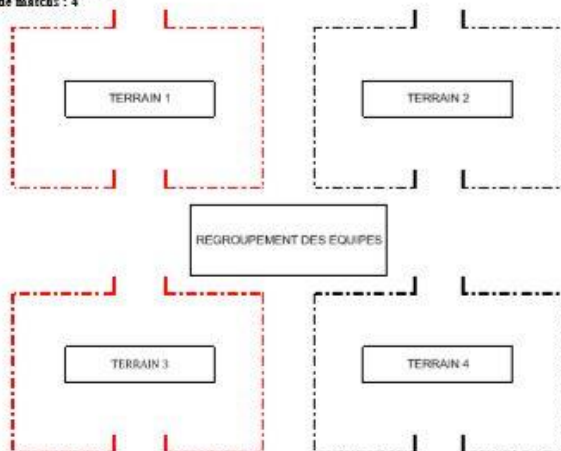 de matchs : 4
TERRAIN 1
TERRAIN 2
REGROUPEMENT DES EQUIPES
TERRAIN 3
TERRAIN 4